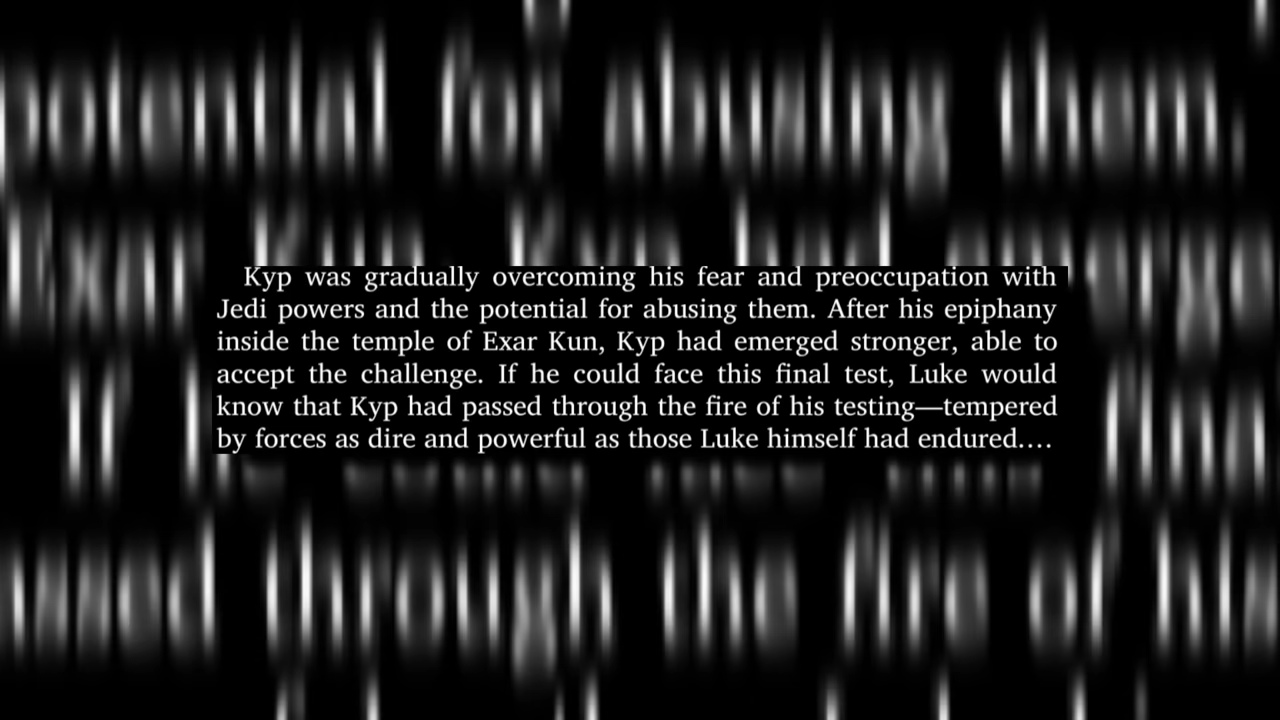 Kyp was gradually overcoming his fear and preoccupation with
Jedi powers and the potential for abusing them. After his epiphany
inside the temple of Exar Kun, Kyp had emerged stronger, able to
accept the challenge. If he could face this final test, Luke would
know that Kyp had passed through the fire of his testing—tempered
by forces as dire and powerful as those Luke himself had endured....